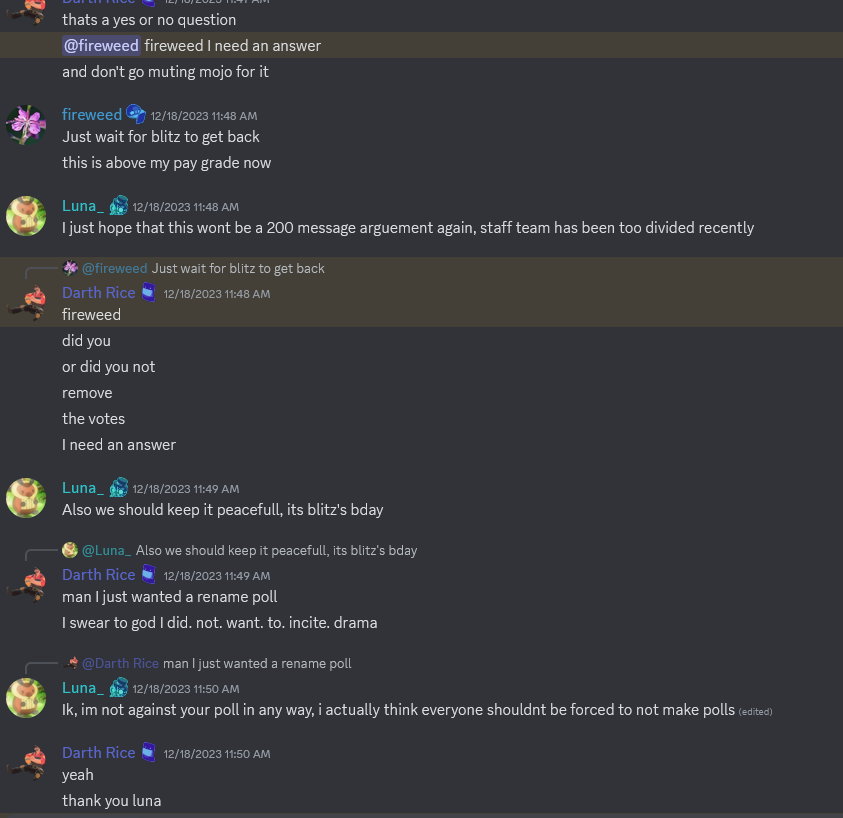 Darth Rice 12/18/2023 11:47 AM
thats a yes or no question
@fireweed fireweed I need an answer
and don't go muting mojo for it
fireweed 12/18/2023 11:48 AM
Just wait for blitz to get back
this is above my pay grade now
Luna_ 12/18/2023 11:48 AM
I just hope that this wont be a 200 message arguement again, staff team has been too divided recently
@fireweed Just wait for blitz to get back
Darth Rice 12/18/2023 11:48 AM
fireweed
did you
or did you not
remove
the votes
I need an answer
Luna_ 12/18/2023 11:49 AM
Also we should keep it peacefull, its blitz's bday
@Luna_ Also we should keep it peacefull, its blitz's bday
Darth Rice 12/18/2023 11:49 AM
man I just wanted a rename poll
I swear to god I did. not. want. to. incite. drama
@Darth Rice man I just wanted a rename poll
Luna_ 12/18/2023 11:50 AM
Ik, im not against your poll in any way, i actually think everyone shouldnt be forced to not make polls (edited)
Darth Rice 12/18/2023 11:50 AM
yeah
thank you luna